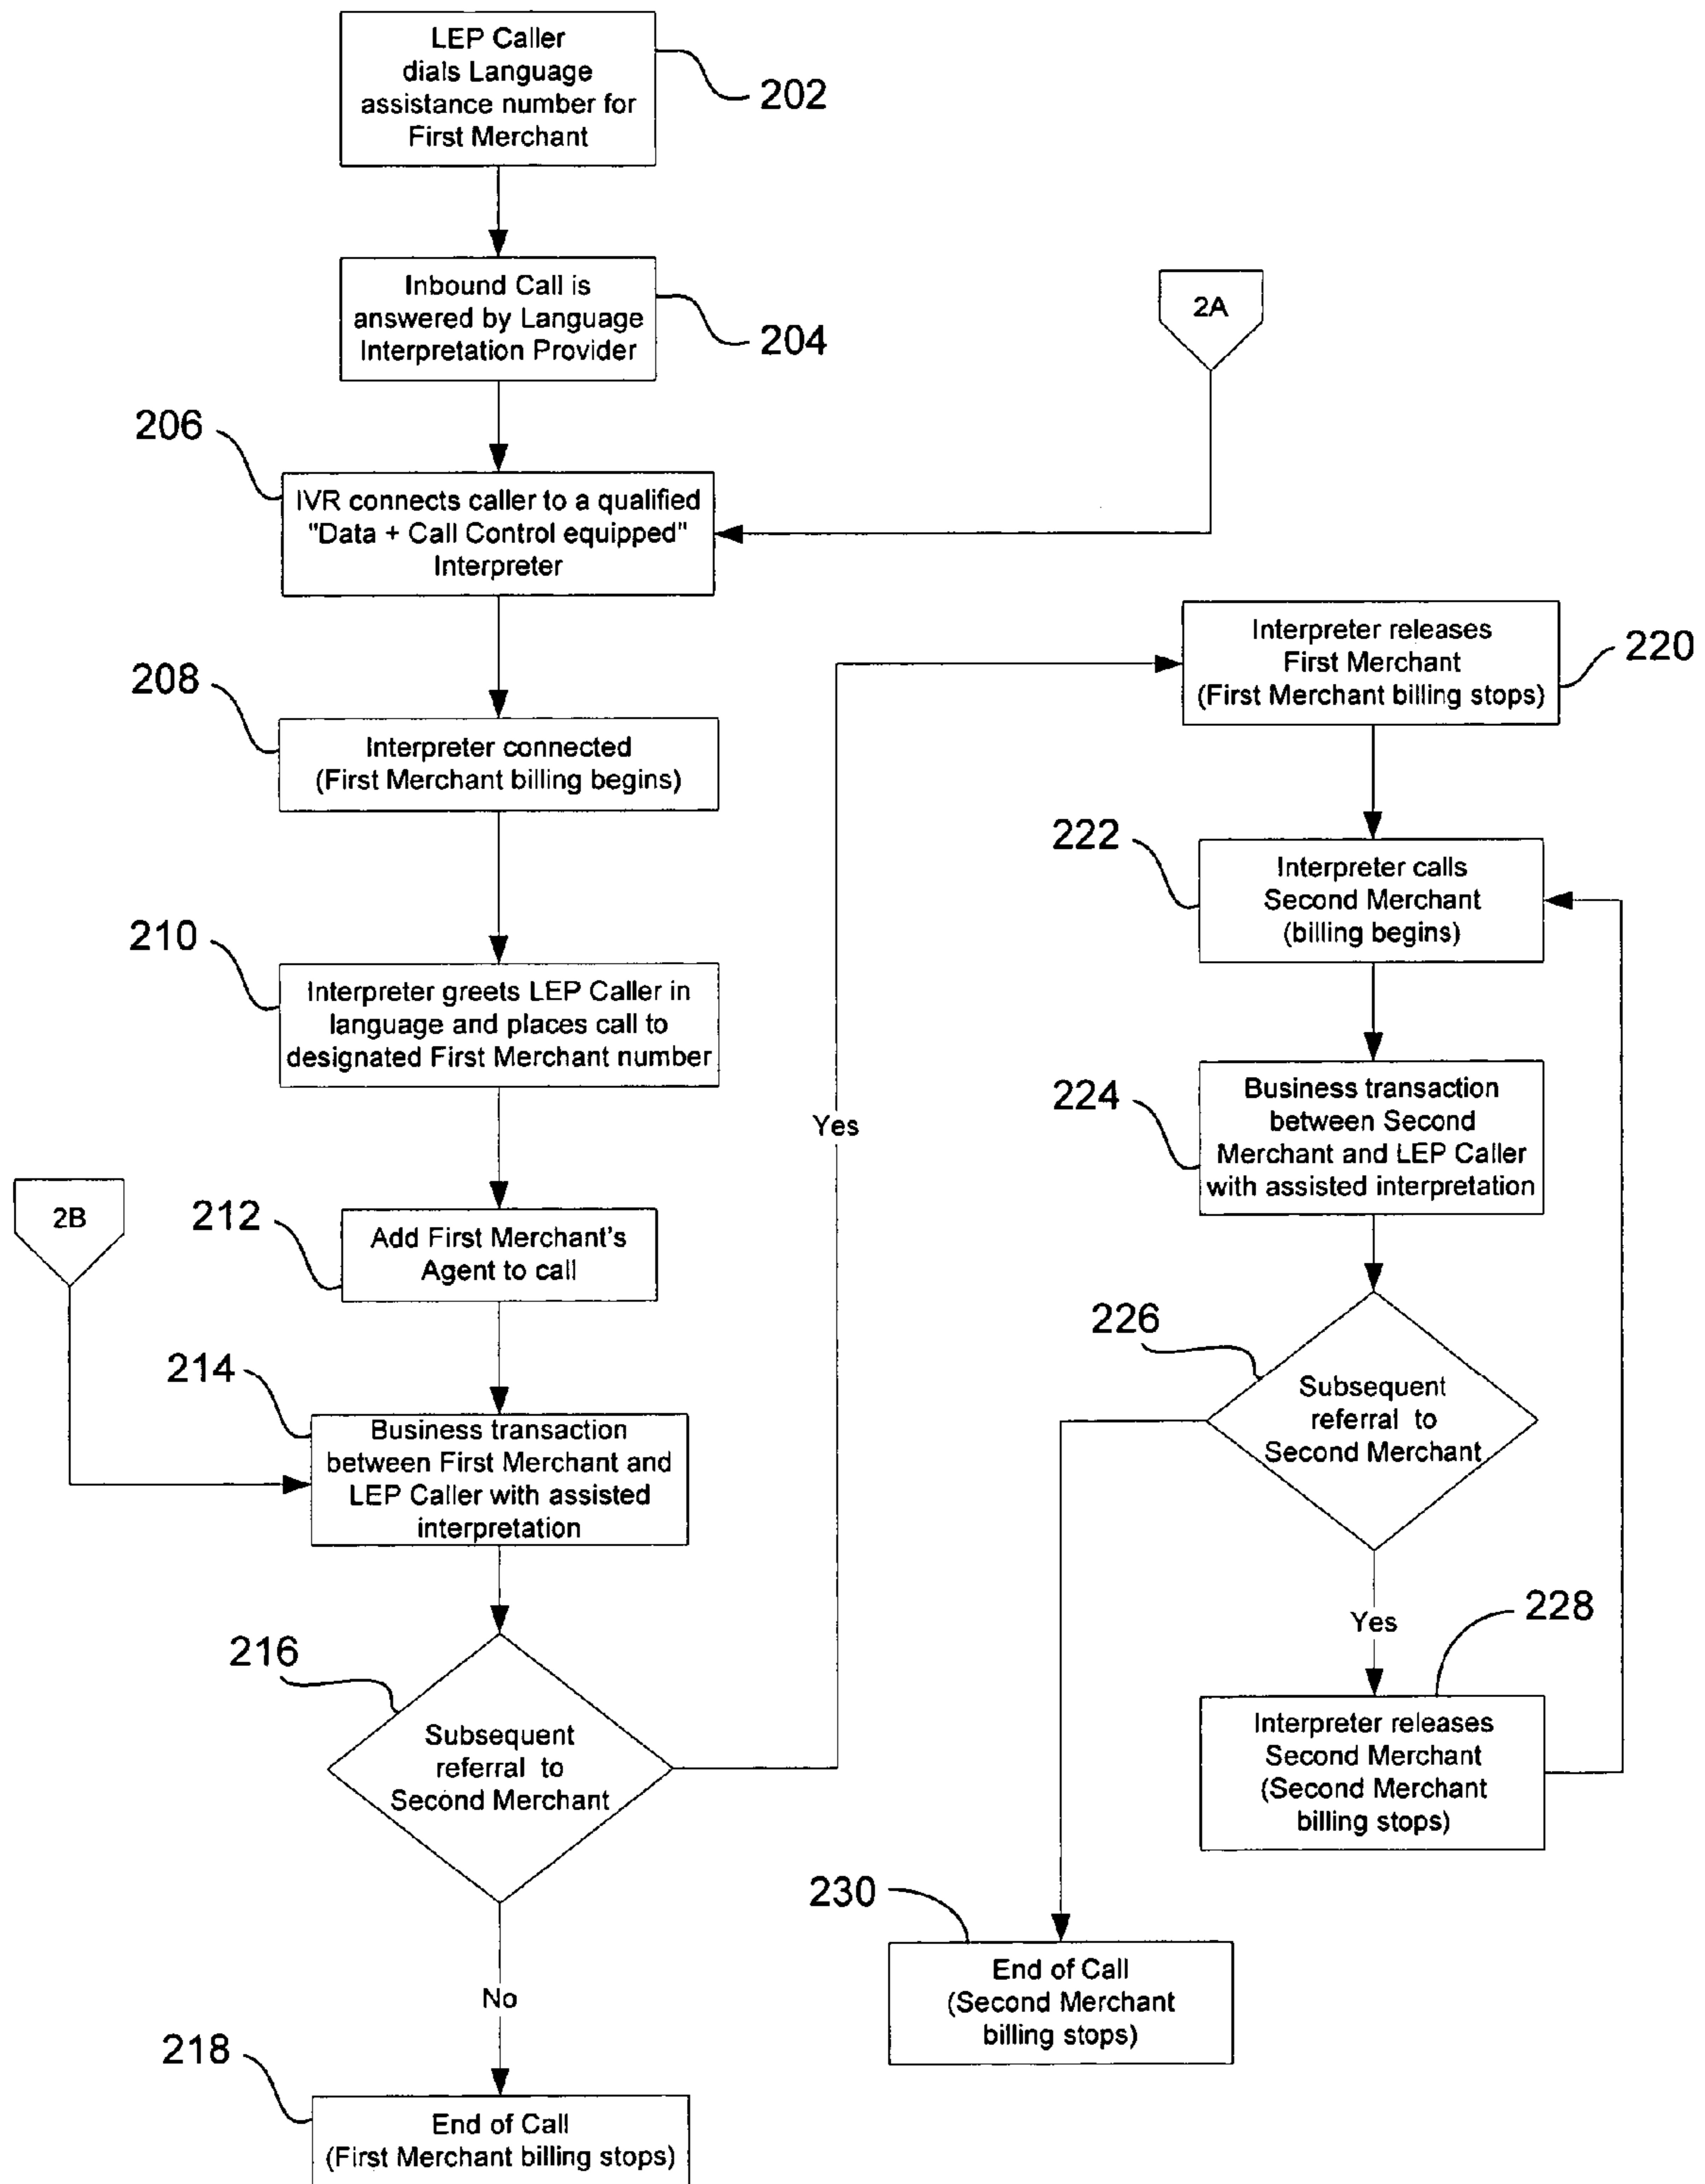 LEP Caller
dials Language
assistance number for
First Merchant
202
Inbound Call is
answered by Language
Interpretation Provider
204
2A
206
IVR connects caller to a qualified
"Data + Call Control equipped"
Interpreter
208
Interpreter connected
(First Merchant billing begins)
210
Interpreter greets LEP Caller in
language and places call to
designated First Merchant number
2B
212
Add First Merchant's
Agent to call
214
Business transaction
between First Merchant and
LEP Caller with assisted
interpretation
216
Subsequent
referral to
Second Merchant
Yes
No
218
End of Call
(First Merchant billing stops)
Interpreter releases
First Merchant
(First Merchant billing stops)
220
222
Interpreter calls
Second Merchant
(billing begins)
224
Business transaction
between Second
Merchant and LEP Caller
with assisted interpretation
226
Subsequent
referral to
Second Merchant
Yes
228
Interpreter releases
Second Merchant
(Second Merchant
billing stops)
230
End of Call
(Second Merchant
billing stops)